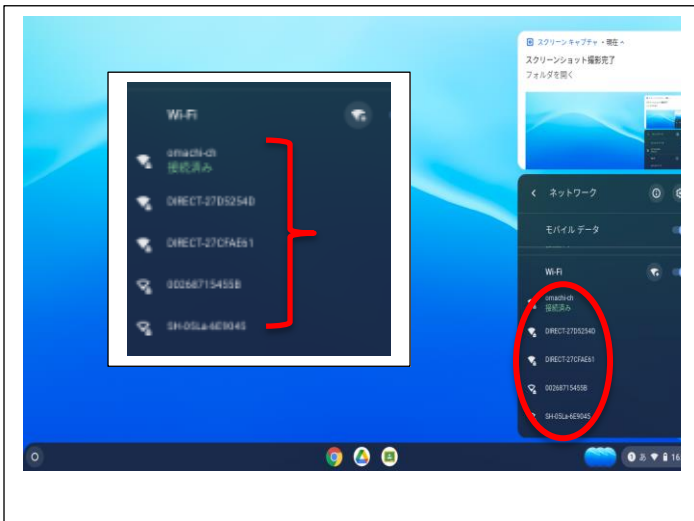 スクリーン キャプチャ・現在
スクリーンショット撮影完了
フォルダを開く
Wi-Fi
omachi-ch
接続済み
DIRECT-27D5254D
DIRECT-27CFAE61
00268715455B
SH-05La-6E9045
ネットワーク
モバイル データ
Wi-Fi
omachi-ch
接続済み
DIRECT-27D5254D
DIRECT-27CFAE61
00268715455B
SH-05La-6E9045
あ
16